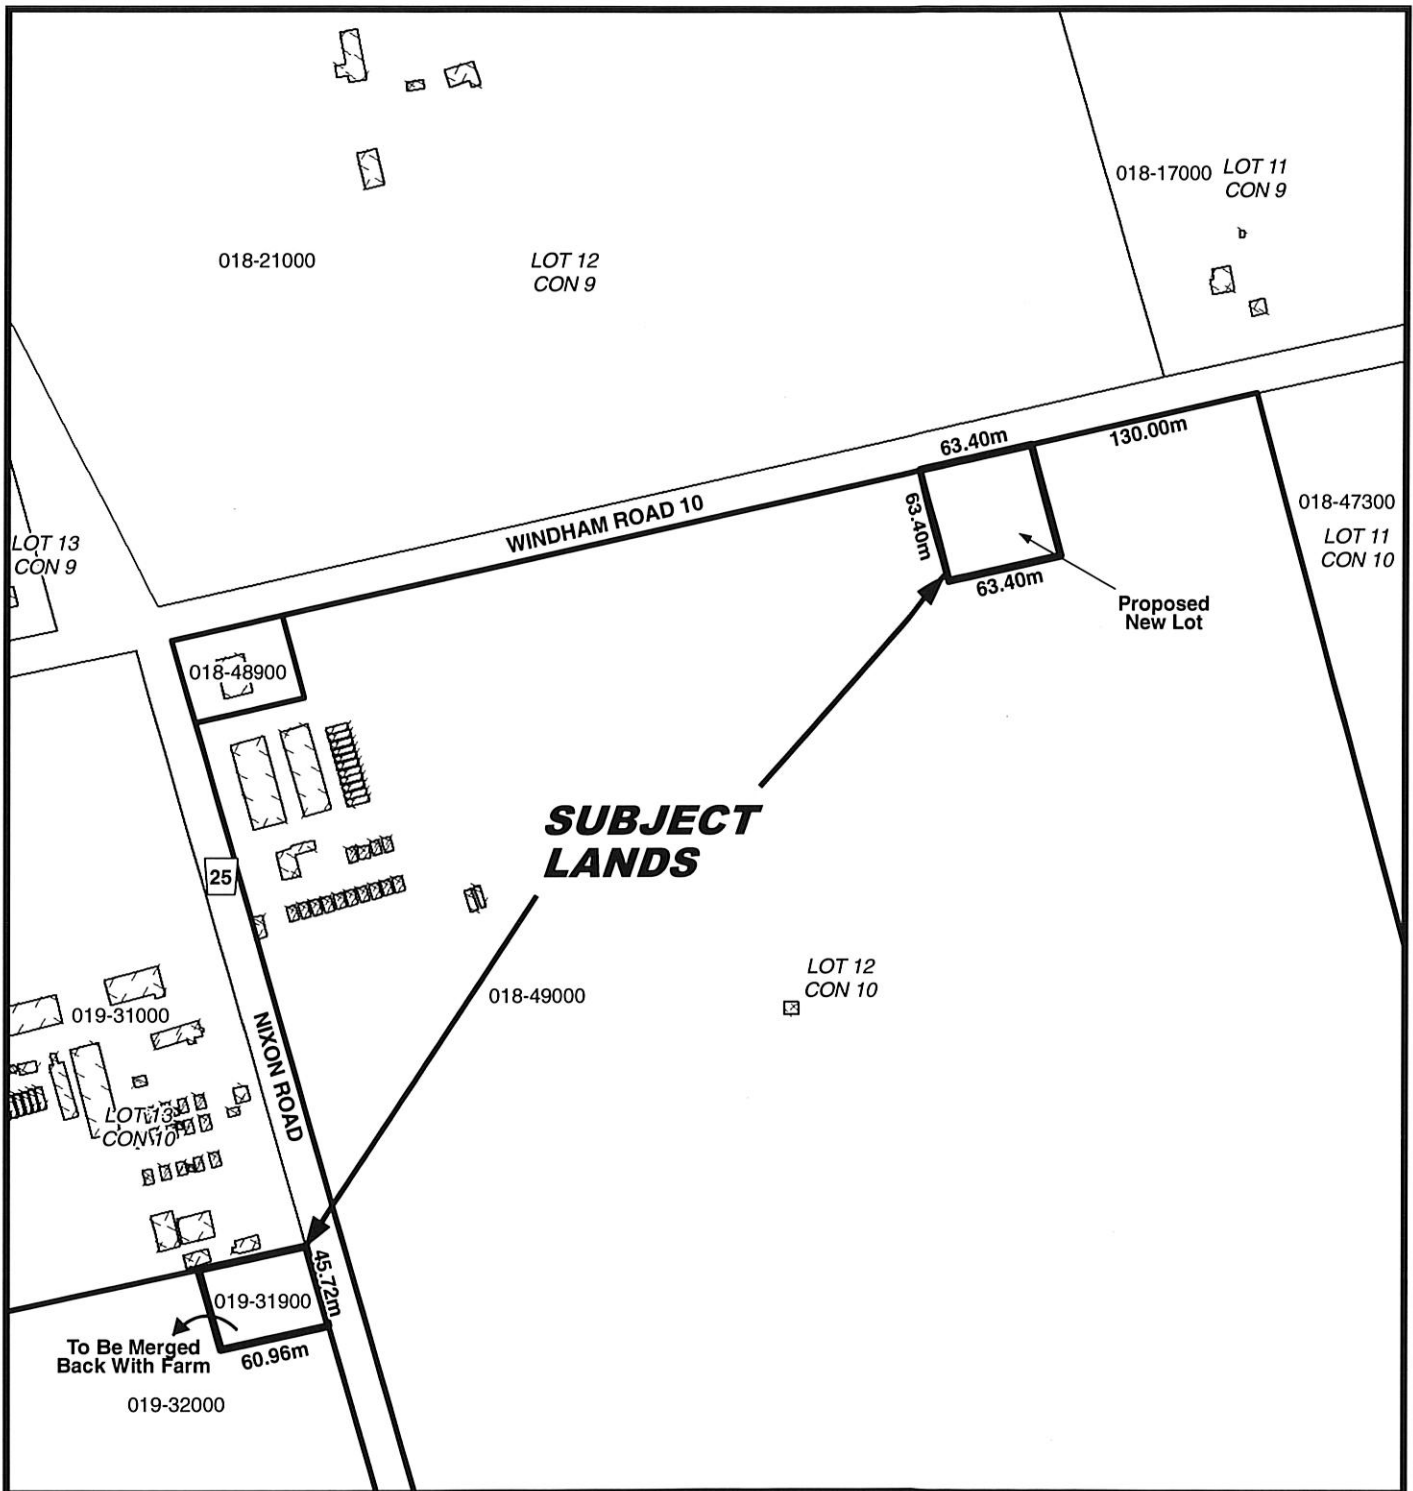 018-17000
LOT 11
CON 9
018-21000
LOT 12
CON 9
63.40m
130.00m
018-47300
LOT 11
CON 10
WINDHAM ROAD 10
63.40m
63.40m
LOT 13
CON 9
Proposed
New Lot
018-48900
SUBJECT
LANDS
25
LOT 12
CON 10
018-49000
019-31000
NIXON ROAD
LOT 13
CON 10
45.72m
019-31900
To Be Merged
Back With Farm
60.96m
019-32000